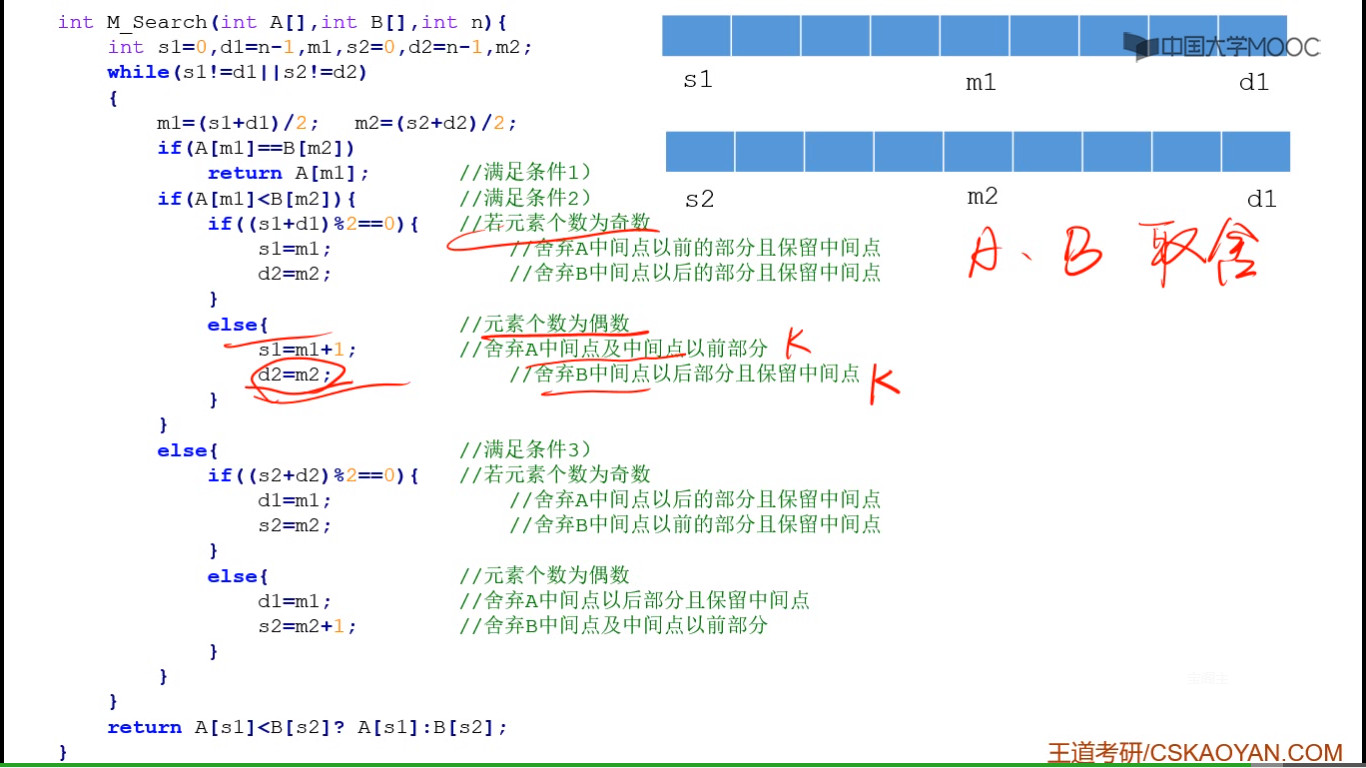 int M_Search(int A[],int B[],int n){
int s1=0,d1=n-1,m1,s2=0,d2=n-1,m2;
while(s1!=d1||s2!=d2)
{
m1=(s1+d1)/2; m2=(s2+d2)/2;
if(A[m1]==B[m2])
return A[m1]; //满足条件1）
if(A[m1]<B[m2]){ //满足条件2）
if((s1+d1)%2==0){ //若元素个数为奇数
s1=m1; //舍弃A中间点以前的部分且保留中间点
d2=m2; //舍弃B中间点以后的部分且保留中间点
}
else{ //元素个数为偶数
s1=m1+1; //舍弃A中间点及中间点以前部分 K
d2=m2; //舍弃B中间点以后部分且保留中间点 K
}
}
else{ //满足条件3）
if((s2+d2)%2==0){ //若元素个数为奇数
d1=m1; //舍弃A中间点以后的部分且保留中间点
s2=m2; //舍弃B中间点以前的部分且保留中间点
}
else{ //元素个数为偶数
d1=m1; //舍弃A中间点以后部分且保留中间点
s2=m2+1; //舍弃B中间点及中间点以前部分
}
}
}
return A[s1]<B[s2]? A[s1]:B[s2];
}
中国大学MOOC
s1 m1 d1
s2 m2 d1
A、B 取舍
王道考研/CSKAOYAN.COM